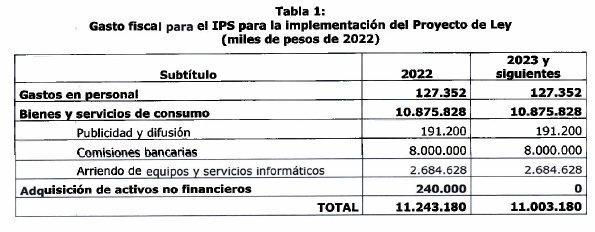 Tabla 1:
Gasto fiscal para el IPS para la implementación del Proyecto de Ley
(miles de pesos de 2022)
Subtítulo 2022 2023 y siguientes
Gastos en personal 127.352 127.352
Bienes y servicios de consumo 10.875.828 10.875.828
Publicidad y difusión 191.200 191.200
Comisiones bancarias 8.000.000 8.000.000
Arriendo de equipos y servicios informáticos 2.684.628 2.684.628
Adquisición de activos no financieros 240.000 0
TOTAL 11.243.180 11.003.180